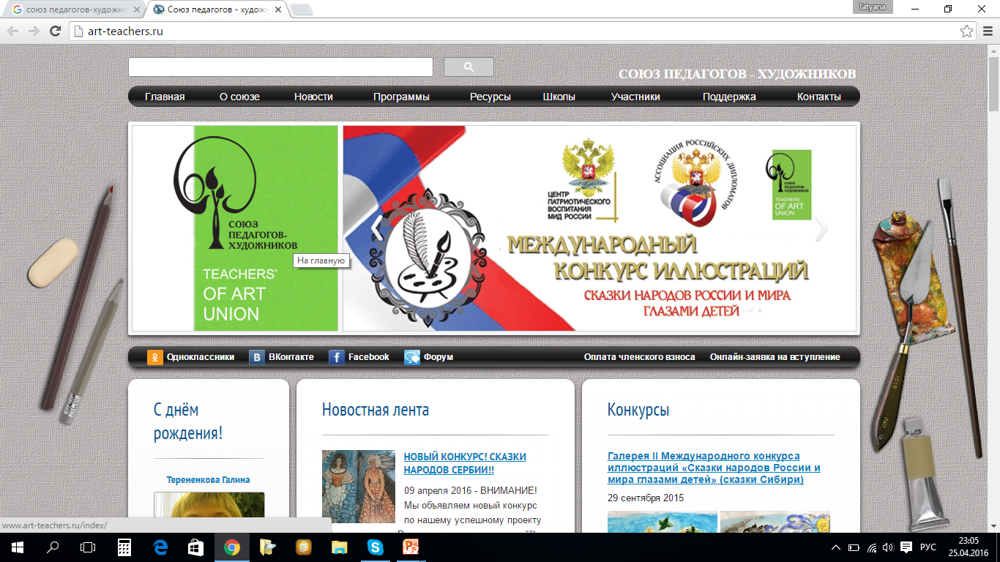 союз педагогов-художни
Союз педагогов - худож
Tatyana
art-teachers.ru
СОЮЗ ПЕДАГОГОВ - ХУДОЖНИКОВ
Главная О союзе Новости Программы Ресурсы Школы Участники Поддержка Контакты
СОЮЗ
ПЕДАГОГОВ-
ХУДОЖНИКОВ
TEACHERS'
OF ART
UNION
На главную
ЦЕНТР
ПАТРИОТИЧЕСКОГО
ВОСПИТАНИЯ
МИД РОССИИ
АССОЦИАЦИЯ РОССИЙСКИХ ДИПЛОМАТОВ
СОЮЗ
ПЕДАГОГОВ-
ХУДОЖНИКОВ
TEACHERS'
OF ART
UNION
МЕЖДУНАРОДНЫЙ
КОНКУРС ИЛЛЮСТРАЦИЙ
СКАЗКИ НАРОДОВ РОССИИ И МИРА
ГЛАЗАМИ ДЕТЕЙ
Одноклассники ВКонтакте Facebook Форум Оплата членского взноса Онлайн-заявка на вступление
С днём
рождения!
Терененкова Галина
Новостная лента
НОВЫЙ КОНКУРС! СКАЗКИ
НАРОДОВ СЕРБИИ!!
09 апреля 2016 - ВНИМАНИЕ!
Мы объявляем новый конкурс
по нашему успешному проекту
Конкурсы
Галерея II Международного конкурса
иллюстраций «Сказки народов России и
мира глазами детей» (сказки Сибири)
29 сентября 2015
www.art-teachers.ru/index/
РУС
23:05
25.04.2016